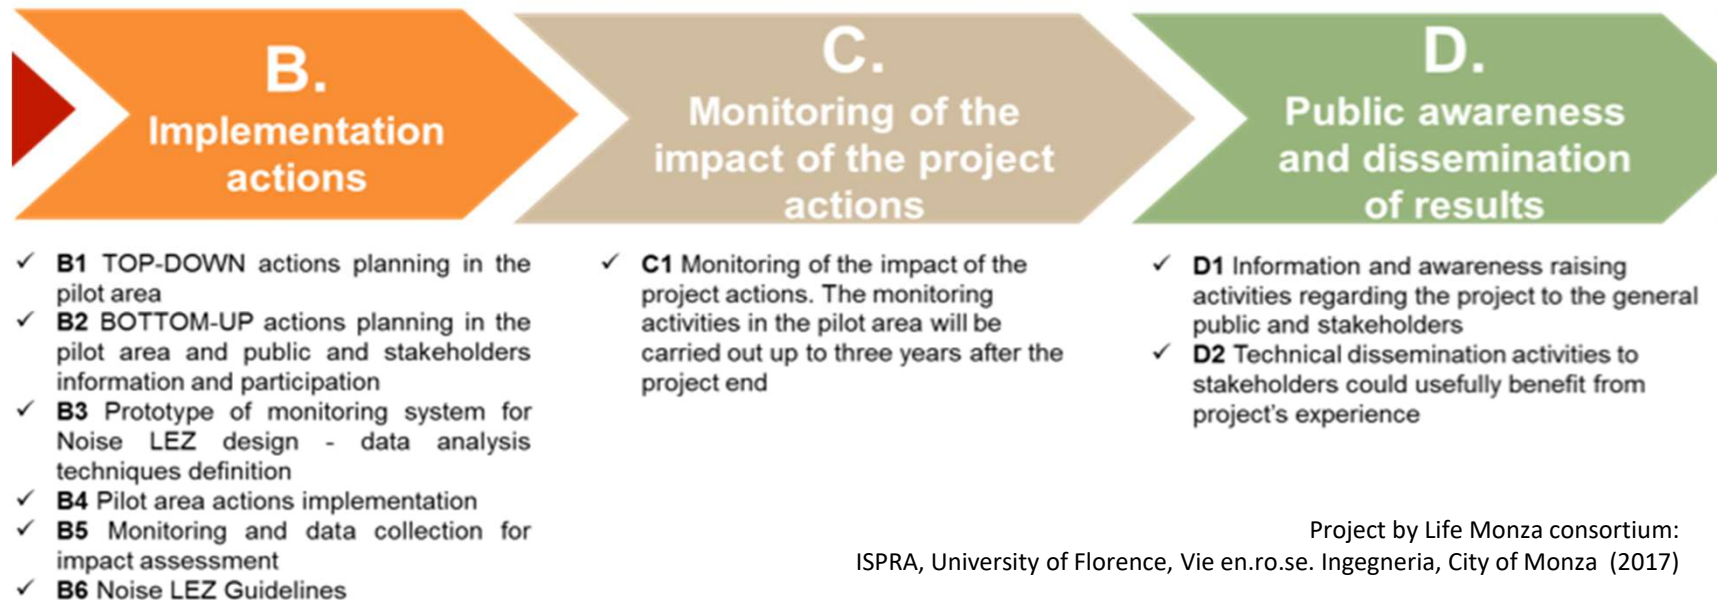 B.
Implementation
actions
✓ B1 TOP-DOWN actions planning in the
pilot area
✓ B2 BOTTOM-UP actions planning in the
pilot area and public and stakeholders
information and participation
✓ B3 Prototype of monitoring system for
Noise LEZ design - data analysis
techniques definition
✓ B4 Pilot area actions implementation
✓ B5 Monitoring and data collection for
impact assessment
✓ B6 Noise LEZ Guidelines
C.
Monitoring of the
impact of the project
actions
✓ C1 Monitoring of the impact of the
project actions. The monitoring
activities in the pilot area will be
carried out up to three years after the
project end
D.
Public awareness
and dissemination
of results
✓ D1 Information and awareness raising
activities regarding the project to the general
public and stakeholders
✓ D2 Technical dissemination activities to
stakeholders could usefully benefit from
project's experience
Project by Life Monza consortium:
ISPRA, University of Florence, Vie en.ro.se. Ingegneria, City of Monza (2017)